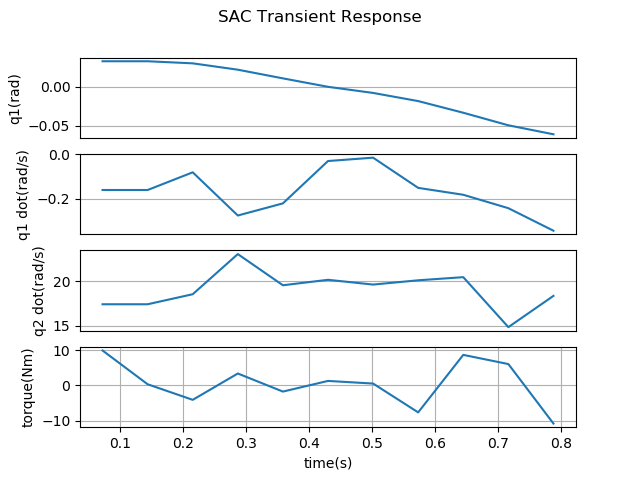 SAC Transient Response
q1(rad)
0.00
−0.05
q1 dot(rad/s)
0.0
−0.2
q2 dot(rad/s)
20
15
torque(Nm)
10
0
−10
0.1 0.2 0.3 0.4 0.5 0.6 0.7 0.8
time(s)